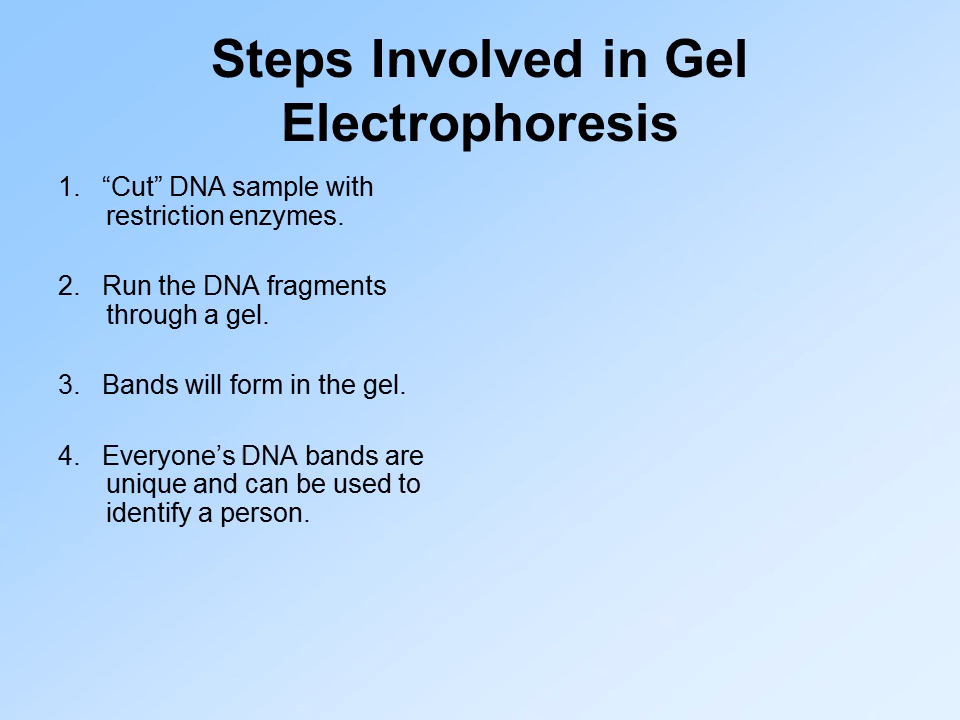 Steps Involved in Gel
Electrophoresis
1. “Cut” DNA sample with
restriction enzymes.
2. Run the DNA fragments
through a gel.
3. Bands will form in the gel.
4. Everyone’s DNA bands are
unique and can be used to
identify a person.